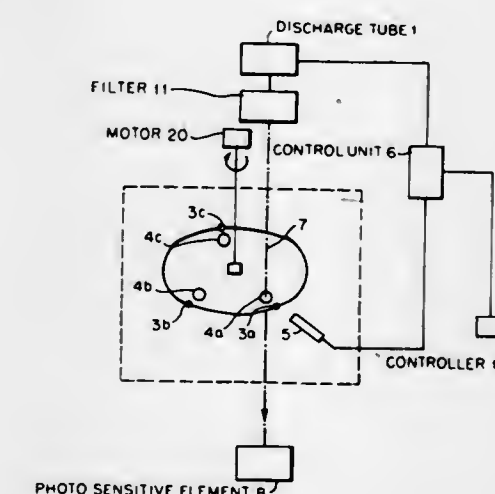 DISCHARGE TUBE 1
FILTER 11
MOTOR 20
CONTROL UNIT 6
3c
7
4c
4b
4a
3a
5
3b
CONTROLLER
PHOTO SENSITIVE ELEMENT 8